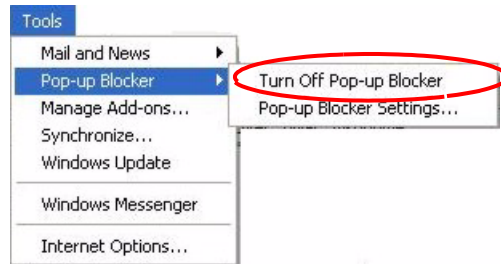 Tools
Mail and News
Pop-up Blocker
Turn Off Pop-up Blocker
Manage Add-ons...
Pop-up Blocker Settings...
Synchronize...
Windows Update
Windows Messenger
Internet Options...